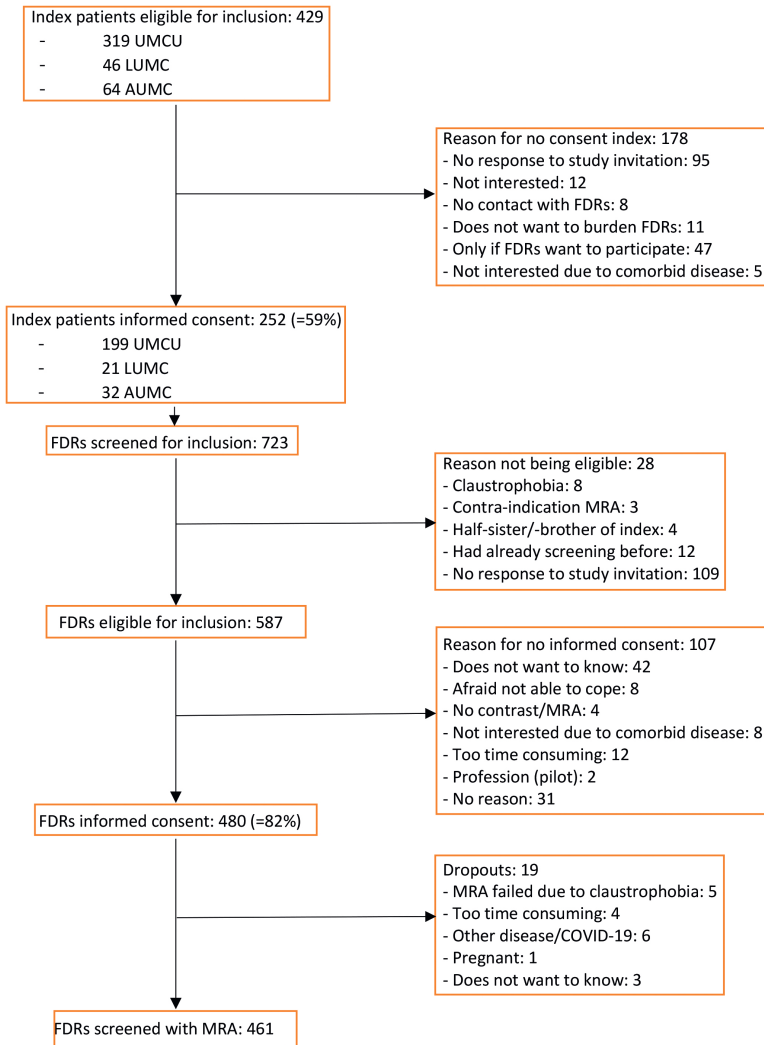 Index patients eligible for inclusion: 429
- 319 UMCU
- 46 LUMC
- 64 AUMC
Reason for no consent index: 178
- No response to study invitation: 95
- Not interested: 12
- No contact with FDRs: 8
- Does not want to burden FDRs: 11
- Only if FDRs want to participate: 47
- Not interested due to comorbid disease: 5
Index patients informed consent: 252 (=59%)
- 199 UMCU
- 21 LUMC
- 32 AUMC
FDRs screened for inclusion: 723
Reason not being eligible: 28
- Claustrophobia: 8
- Contra-indication MRA: 3
- Half-sister/-brother of index: 4
- Had already screening before: 12
- No response to study invitation: 109
FDRs eligible for inclusion: 587
Reason for no informed consent: 107
- Does not want to know: 42
- Afraid not able to cope: 8
- No contrast/MRA: 4
- Not interested due to comorbid disease: 8
- Too time consuming: 12
- Profession (pilot): 2
- No reason: 31
FDRs informed consent: 480 (=82%)
Dropouts: 19
- MRA failed due to claustrophobia: 5
- Too time consuming: 4
- Other disease/COVID-19: 6
- Pregnant: 1
- Does not want to know: 3
FDRs screened with MRA: 461